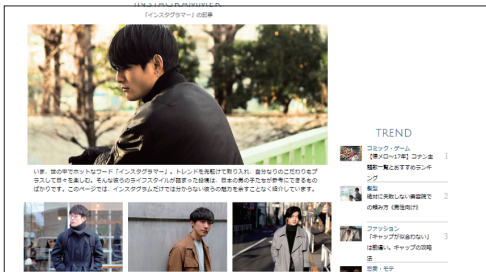 INSTAGRAMMER
「インスタグラマー」の記事
いま、世の中でホットなワード「インスタグラマー」。トレンドを先駆けて取り入れ、自分なりのこだわりをプ
ラスして日々を楽しむ。そんな彼らのライフスタイルが詰まった投稿は、日本の男の子たちが参考にできるもの
ばかりです。このページでは、インスタグラムだけでは分からない彼らの魅力を余すことなく紹介しています。
TREND
コミック・ゲーム
1
【懐メロ〜17年】コナン主
題歌一覧とおすすめランキ
ング
髪型
絶対に失敗しない美容院で
2
の頼み方《男性向け》
ファッション
「キャップが似合わない」
3
は勘違い。キャップの攻略
法
恋愛・モテ